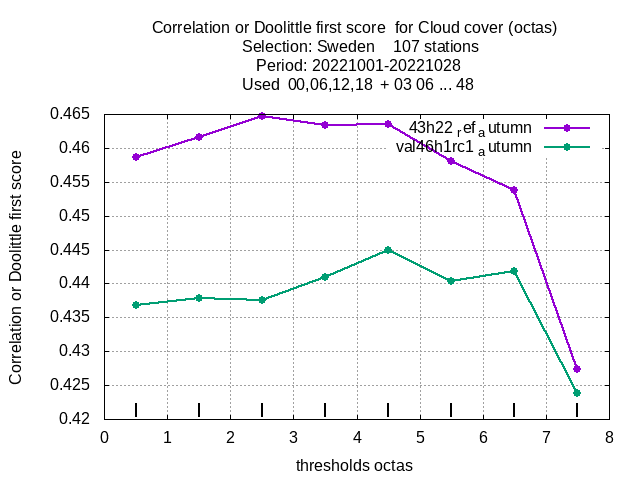 Correlation or Doolittle first score  for Cloud cover (octas)
Selection: Sweden    107 stations
Period: 20221001-20221028
Used  00,06,12,18  + 03 06 ... 48
0.465
0.46
0.455
0.45
0.445
0.44
0.435
0.43
0.425
0.42
0 1 2 3 4 5 6 7 8
Correlation or Doolittle first score
thresholds octas
43h22ref autumn
val46h1rc1 autumn